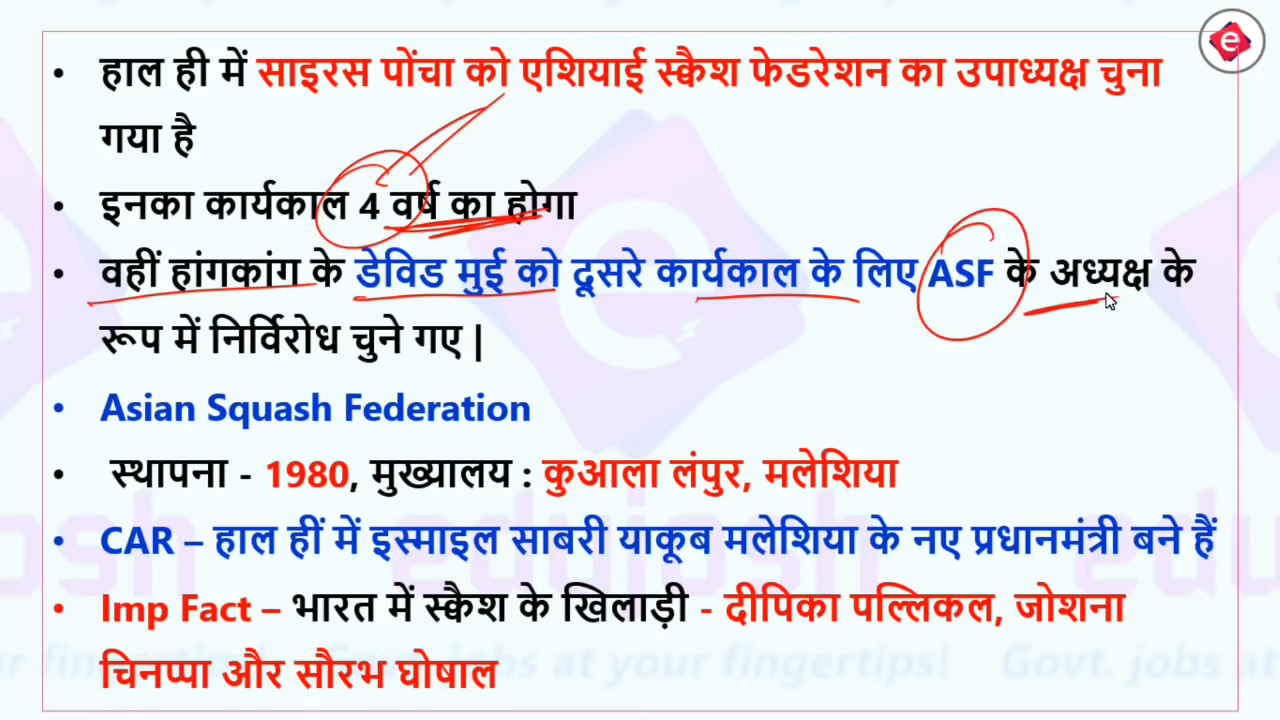 e
• हाल ही में साइरस पोंचा को एशियाई स्कैश फेडरेशन का उपाध्यक्ष चुना
गया है
• इनका कार्यकाल 4 वर्ष का होगा
• वहीं हांगकांग के डेविड मुई को दूसरे कार्यकाल के लिए ASF के अध्यक्ष के
रूप में निर्विरोध चुने गए |
• Asian Squash Federation
• स्थापना - 1980, मुख्यालय : कुआला लंपुर, मलेशिया
• CAR – हाल हीं में इस्माइल साबरी याकूब मलेशिया के नए प्रधानमंत्री बने हैं
• Imp Fact – भारत में स्कैश के खिलाड़ी - दीपिका पल्लिकल, जोशना
चिनप्पा और सौरभ घोषाल